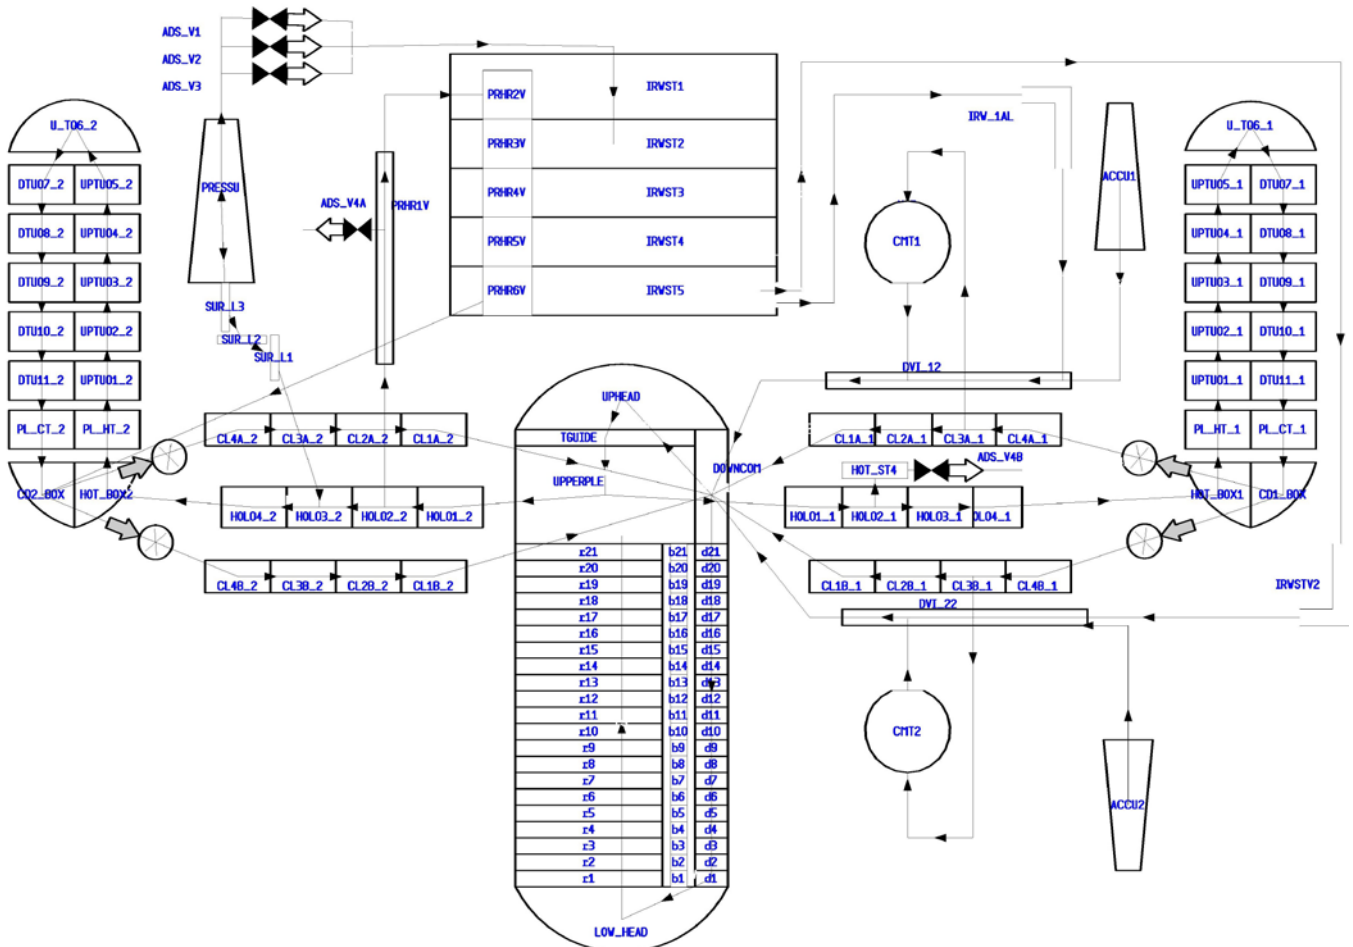 ADS_V1
ADS_V2
ADS_V3
U_TO6_2
DTU07_2 UPTU05_2
DTU08_2 UPTU04_2
DTU09_2 UPTU03_2
DTU10_2 UPTU02_2
DTU11_2 UPTU01_2
PL_CT_2 PL_HT_2
CO2_BOX HOT_BOX2
PRESSU
SUR_L3
SUR_L2
SUR_L1
ADS_V4A
PRHR1V
PRHR2V IRWST1
PRHR3V IRWST2
PRHR4V IRWST3
PRHR5V IRWST4
PRHR6V IRWST5
CL4A_2 CL3A_2 CL2A_2 CL1A_2
HOL04_2 HOL03_2 HOL02_2 HOL01_2
CL4B_2 CL3B_2 CL2B_2 CL1B_2
UPHEAD
TGUIDE
UPPERPLE
DOWNCOM
r21 b21 d21
r20 b20 d20
r19 b19 d19
r18 b18 d18
r17 b17 d17
r16 b16 d16
r15 b15 d15
r14 b14 d14
r13 b13 d13
r12 b12 d12
r11 b11 d11
r10 b10 d10
r9 b9 d9
r8 b8 d8
r7 b7 d7
r6 b6 d6
r5 b5 d5
r4 b4 d4
r3 b3 d3
r2 b2 d2
r1 b1 d1
LOW_HEAD
IRW_1AL
ACCU1
CMT1
DVI_12
CL1A_1 CL2A_1 CL3A_1 CL4A_1
ADS_V4B
HOT_ST4
HOL01_1 HOL02_1 HOL03_1 OL04_1
CL1B_1 CL2B_1 CL3B_1 CL4B_1
DVI_22
CMT2
ACCU2
IRWSTV2
U_TO6_1
UPTU05_1 DTU07_1
UPTU04_1 DTU08_1
UPTU03_1 DTU09_1
UPTU02_1 DTU10_1
UPTU01_1 DTU11_1
PL_HT_1 PL_CT_1
HOT_BOX1 CO1_BOX